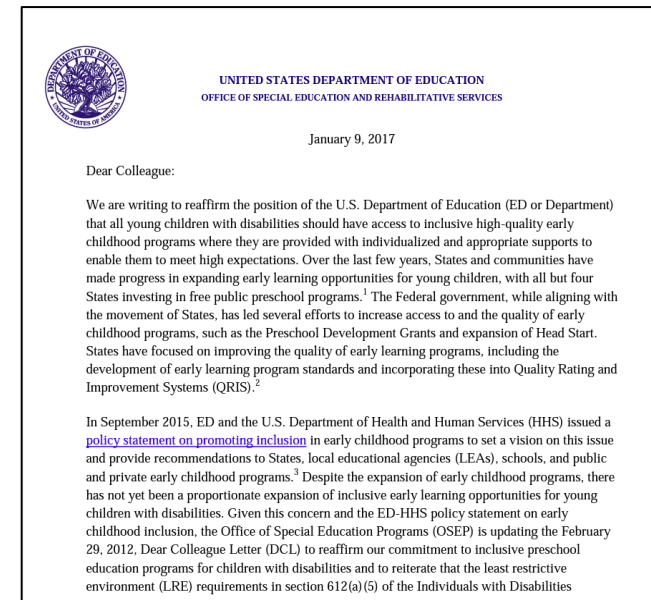 DEPARTMENT OF EDUCATION
UNITED STATES OF AMERICA
UNITED STATES DEPARTMENT OF EDUCATION
OFFICE OF SPECIAL EDUCATION AND REHABILITATIVE SERVICES
January 9, 2017
Dear Colleague:
We are writing to reaffirm the position of the U.S. Department of Education (ED or Department)
that all young children with disabilities should have access to inclusive high-quality early
childhood programs where they are provided with individualized and appropriate supports to
enable them to meet high expectations. Over the last few years, States and communities have
made progress in expanding early learning opportunities for young children, with all but four
States investing in free public preschool programs.1 The Federal government, while aligning with
the movement of States, has led several efforts to increase access to and the quality of early
childhood programs, such as the Preschool Development Grants and expansion of Head Start.
States have focused on improving the quality of early learning programs, including the
development of early learning program standards and incorporating these into Quality Rating and
Improvement Systems (QRIS).2
In September 2015, ED and the U.S. Department of Health and Human Services (HHS) issued a
policy statement on promoting inclusion in early childhood programs to set a vision on this issue
and provide recommendations to States, local educational agencies (LEAs), schools, and public
and private early childhood programs.3 Despite the expansion of early childhood programs, there
has not yet been a proportionate expansion of inclusive early learning opportunities for young
children with disabilities. Given this concern and the ED-HHS policy statement on early
childhood inclusion, the Office of Special Education Programs (OSEP) is updating the February
29, 2012, Dear Colleague Letter (DCL) to reaffirm our commitment to inclusive preschool
education programs for children with disabilities and to reiterate that the least restrictive
environment (LRE) requirements in section 612(a)(5) of the Individuals with Disabilities